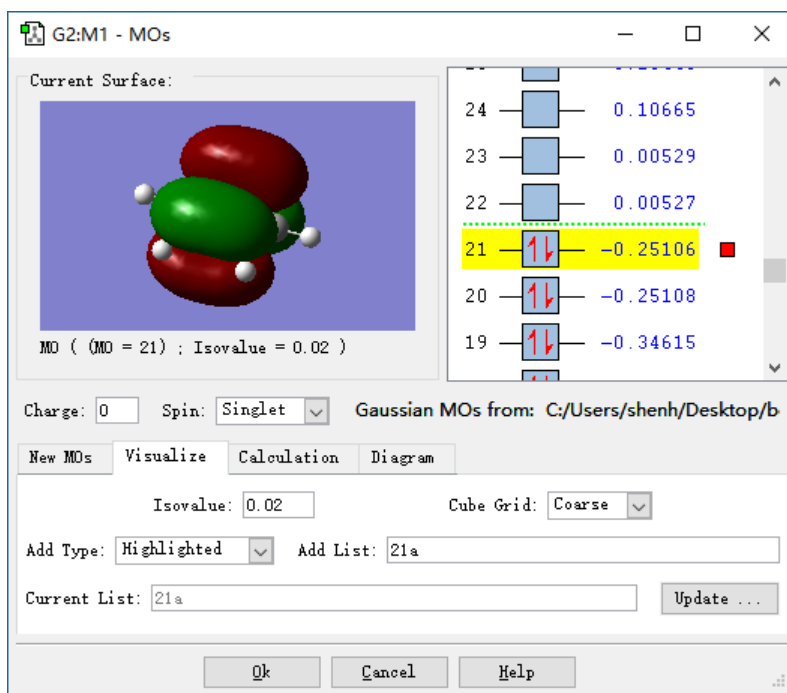 G2:M1 - MOs
Current Surface:
24 0.10665
23 0.00529
22 0.00527
21 -0.25106
20 -0.25108
19 -0.34615
MO ( (MO = 21) ; Isovalue = 0.02 )
Charge: 0 Spin: Singlet Gaussian MOs from: C:/Users/shenh/Desktop/b
New MOs Visualize Calculation Diagram
Isovalue: 0.02 Cube Grid: Coarse
Add Type: Highlighted Add List: 21a
Current List: 21a Update ...
Ok Cancel Help